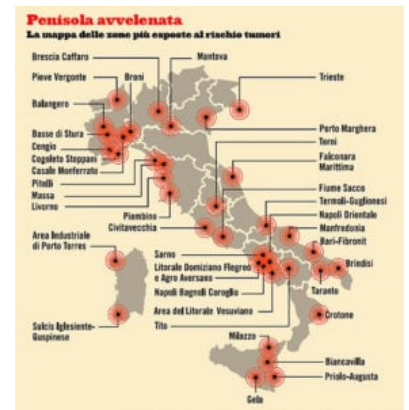 Penisola avvelenata
La mappa delle zone più esposte al rischio tumori
Brescia Caffaro
Mantova
Pieve Vergonte
Broni
Trieste
Balangero
Basse di Stura
Cengio
Cogoleto Stoppani
Casale Monferrato
Pitelli
Massa
Livorno
Porto Marghera
Terni
Falconara
Marittima
Piombino
Civitavecchia
Fiume Sacco
Termoli-Guglionesi
Napoli Orientale
Manfredonia
Bari-Fibronit
Area Industriale
di Porto Torres
Sarno
Litorale Domiziano Flegreo
e Agro Aversano
Napoli Bagnoli Coroglio
Area del Litorale Vesuviano
Tito
Brindisi
Taranto
Crotone
Sulcis Iglesiente-
Guspinese
Milazzo
Biancavilla
Priolo-Augusta
Gela